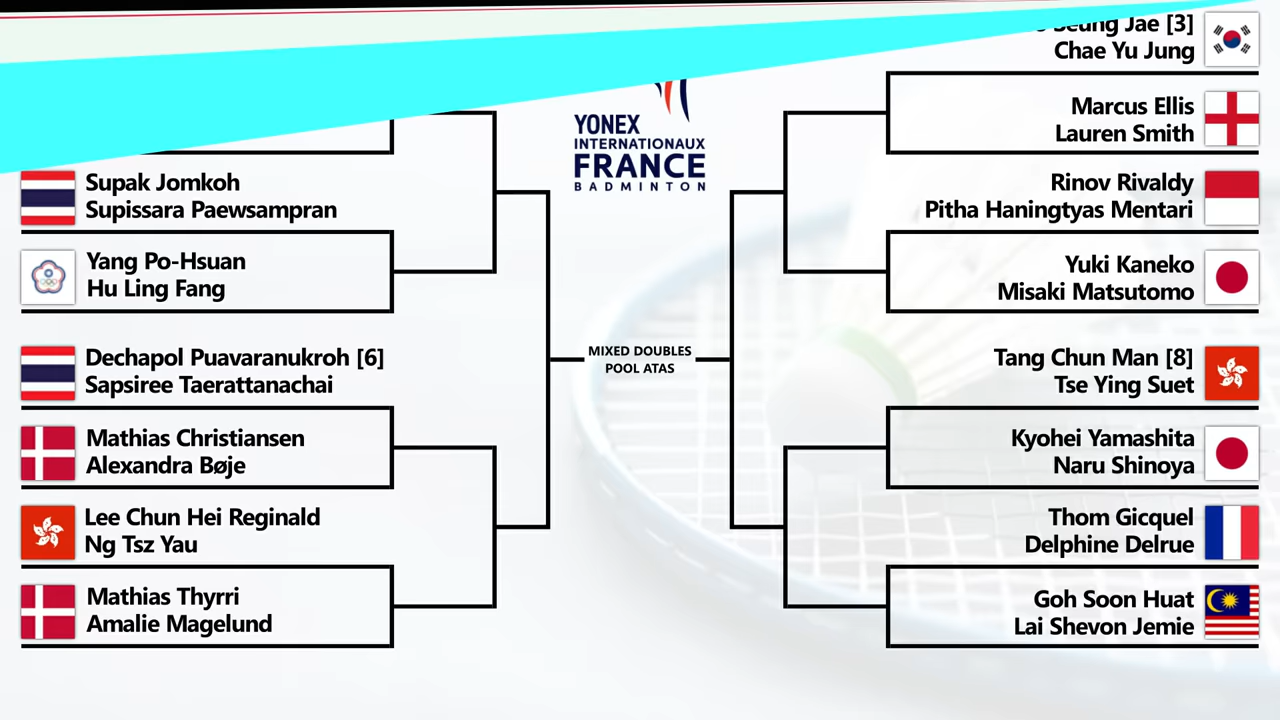 Supak Jomkoh
Supissara Paewsampran
Yang Po-Hsuan
Hu Ling Fang
Dechapol Puavaranukroh [6]
Sapsiree Taerattanachai
Mathias Christiansen
Alexandra Bøje
Lee Chun Hei Reginald
Ng Tsz Yau
Mathias Thyrri
Amalie Magelund
YONEX
INTERNATIONAUX
FRANCE
BADMINTON
MIXED DOUBLES
POOL ATAS
Seung Jae [3]
Chae Yu Jung
Marcus Ellis
Lauren Smith
Rinov Rivaldy
Pitha Haningtyas Mentari
Yuki Kaneko
Misaki Matsutomo
Tang Chun Man [8]
Tse Ying Suet
Kyohei Yamashita
Naru Shinoya
Thom Gicquel
Delphine Delrue
Goh Soon Huat
Lai Shevon Jemie